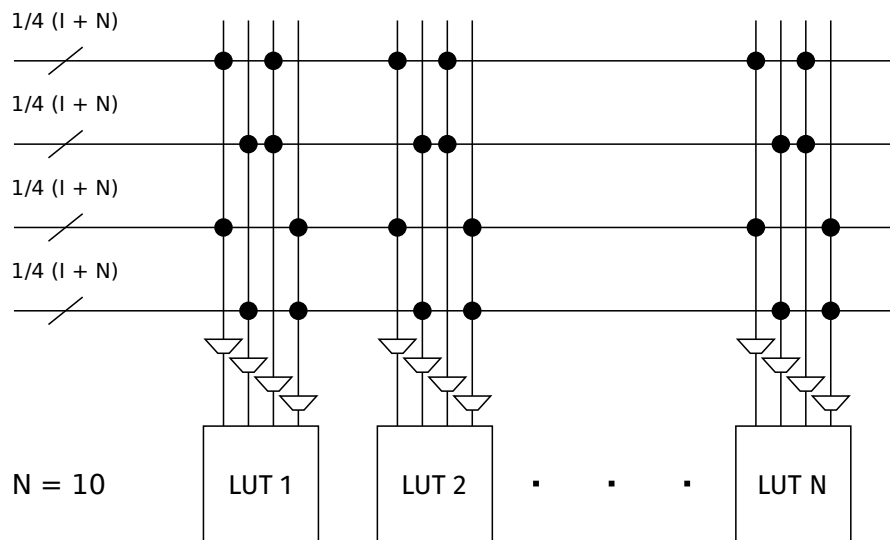 1/4 (I + N)
1/4 (I + N)
1/4 (I + N)
1/4 (I + N)
N = 10 LUT 1 LUT 2 . . . LUT N